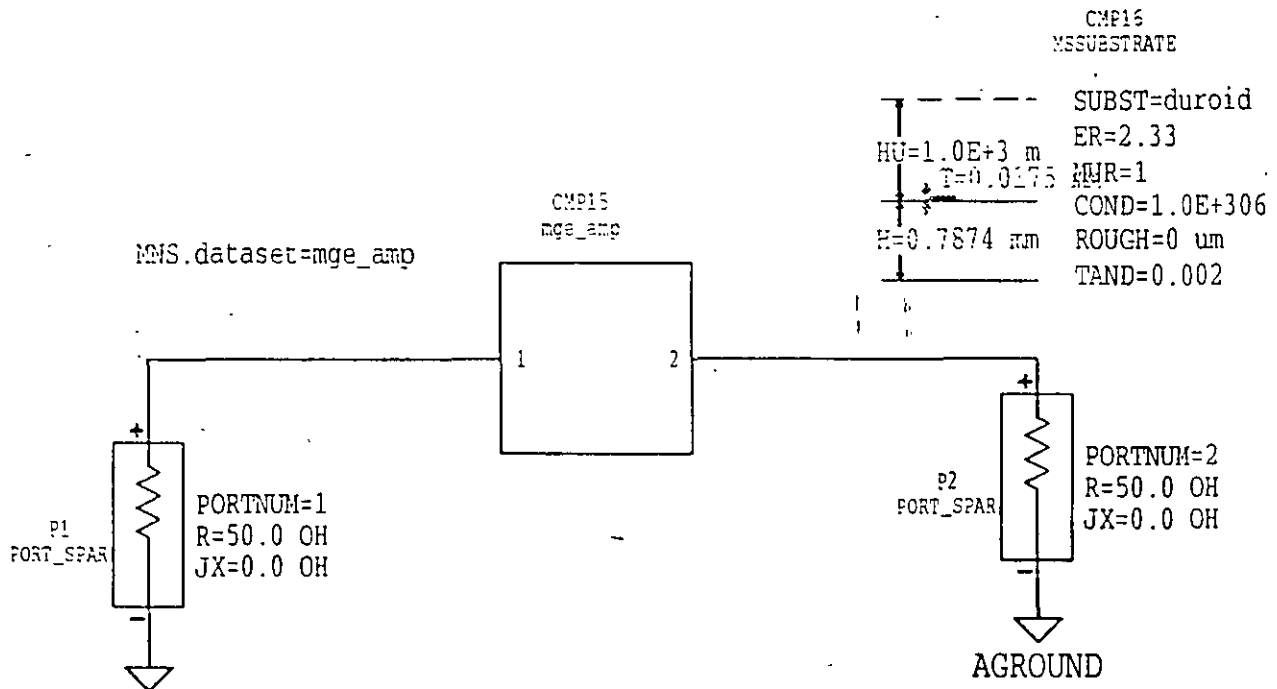 CMP16
MSSUBSTRATE
SUBST=duroid
ER=2.33
HU=1.0E+3 m
MUR=1
COND=1.0E+306
H=0.7874 mm
ROUGH=0 um
TAND=0.002
CMP15
mge_amp
MNS.dataset=mge_amp
1
2
+
+
PORTNUM=1
R=50.0 OH
JX=0.0 OH
P1
PORT_SPAR
-
PORTNUM=2
R=50.0 OH
JX=0.0 OH
P2
PORT_SPAR
-
AGROUND